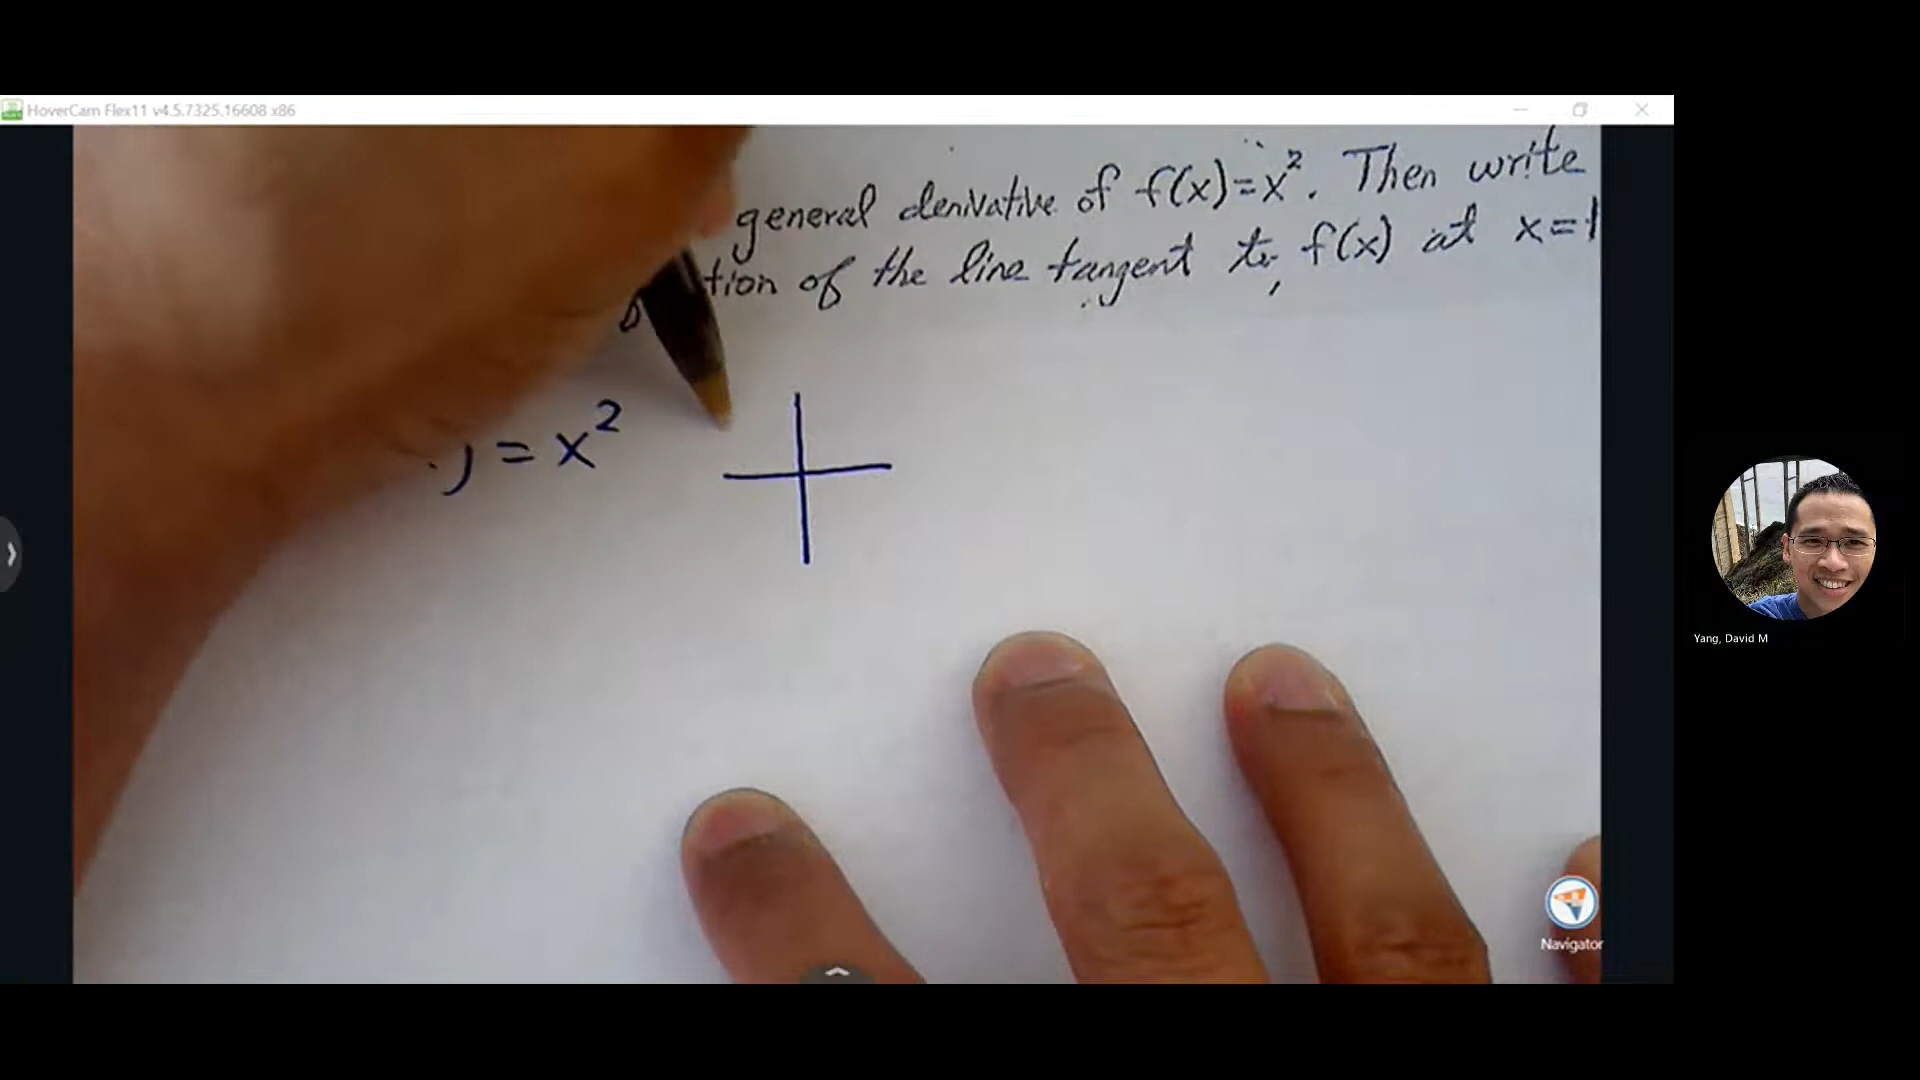 HoverCam Flex11 v4.5.7325.16608 x86
general derivative of f(x)=x². Then write
tion of the line tangent to f(x) at x=1
y = x²
Yang, David M
Navigator